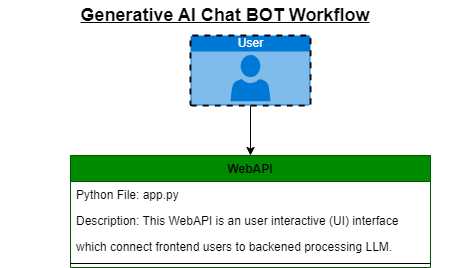 Generative AI Chat BOT Workflow
User
WebAPI
Python File: app.py
Description: This WebAPI is an user interactive (UI) interface
which connect frontend users to backened processing LLM.